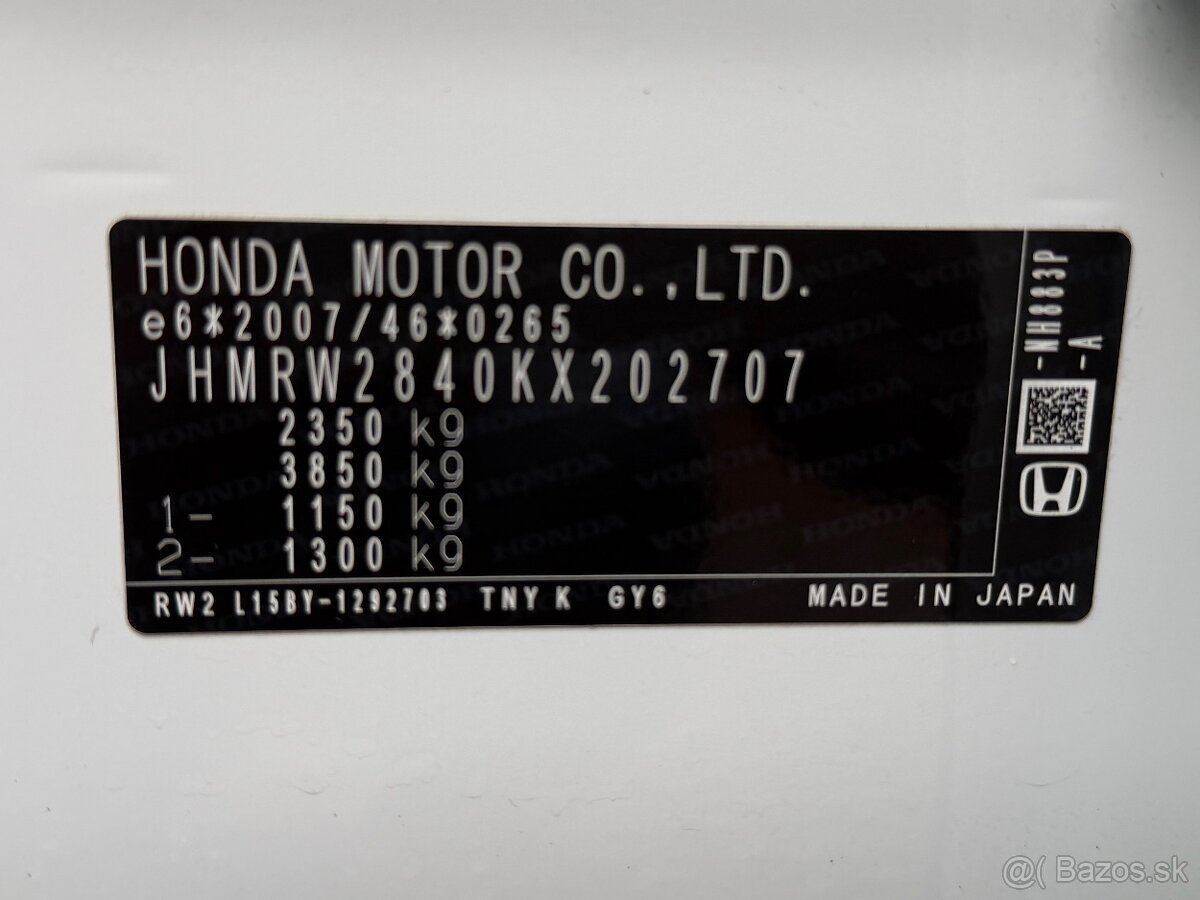 HONDA MOTOR CO.,LTD.
e6*2007/46*0265
JHMRW2840KX202707
2350 kg
3850 kg
1- 1150 kg
2- 1300 kg
RW2 L15BY-1292703 TNY K GY6 MADE IN JAPAN
-NH883P
-A
@( Bazos.sk